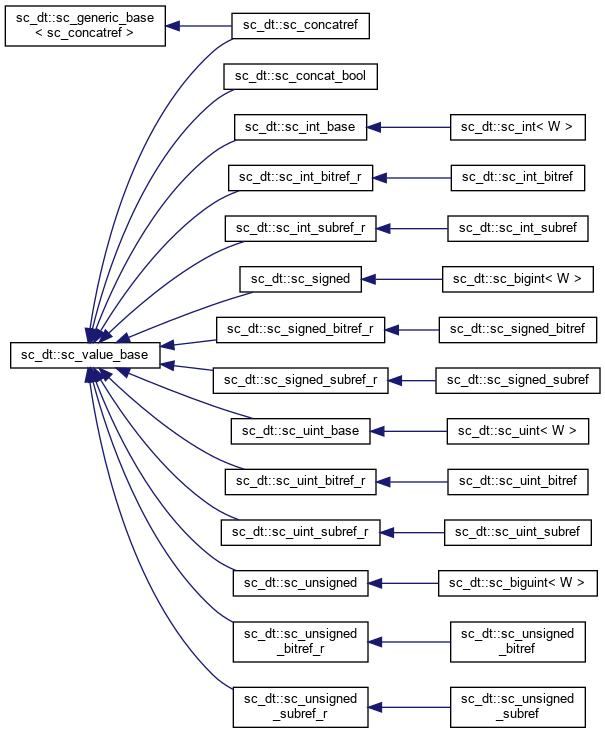 sc_dt::sc_generic_base
< sc_concatref >
sc_dt::sc_concatref
sc_dt::sc_concat_bool
sc_dt::sc_int_base
sc_dt::sc_int< W >
sc_dt::sc_int_bitref_r
sc_dt::sc_int_bitref
sc_dt::sc_int_subref_r
sc_dt::sc_int_subref
sc_dt::sc_signed
sc_dt::sc_bigint< W >
sc_dt::sc_signed_bitref_r
sc_dt::sc_signed_bitref
sc_dt::sc_value_base
sc_dt::sc_signed_subref_r
sc_dt::sc_signed_subref
sc_dt::sc_uint_base
sc_dt::sc_uint< W >
sc_dt::sc_uint_bitref_r
sc_dt::sc_uint_bitref
sc_dt::sc_uint_subref_r
sc_dt::sc_uint_subref
sc_dt::sc_unsigned
sc_dt::sc_biguint< W >
sc_dt::sc_unsigned
_bitref_r
sc_dt::sc_unsigned
_bitref
sc_dt::sc_unsigned
_subref_r
sc_dt::sc_unsigned
_subref